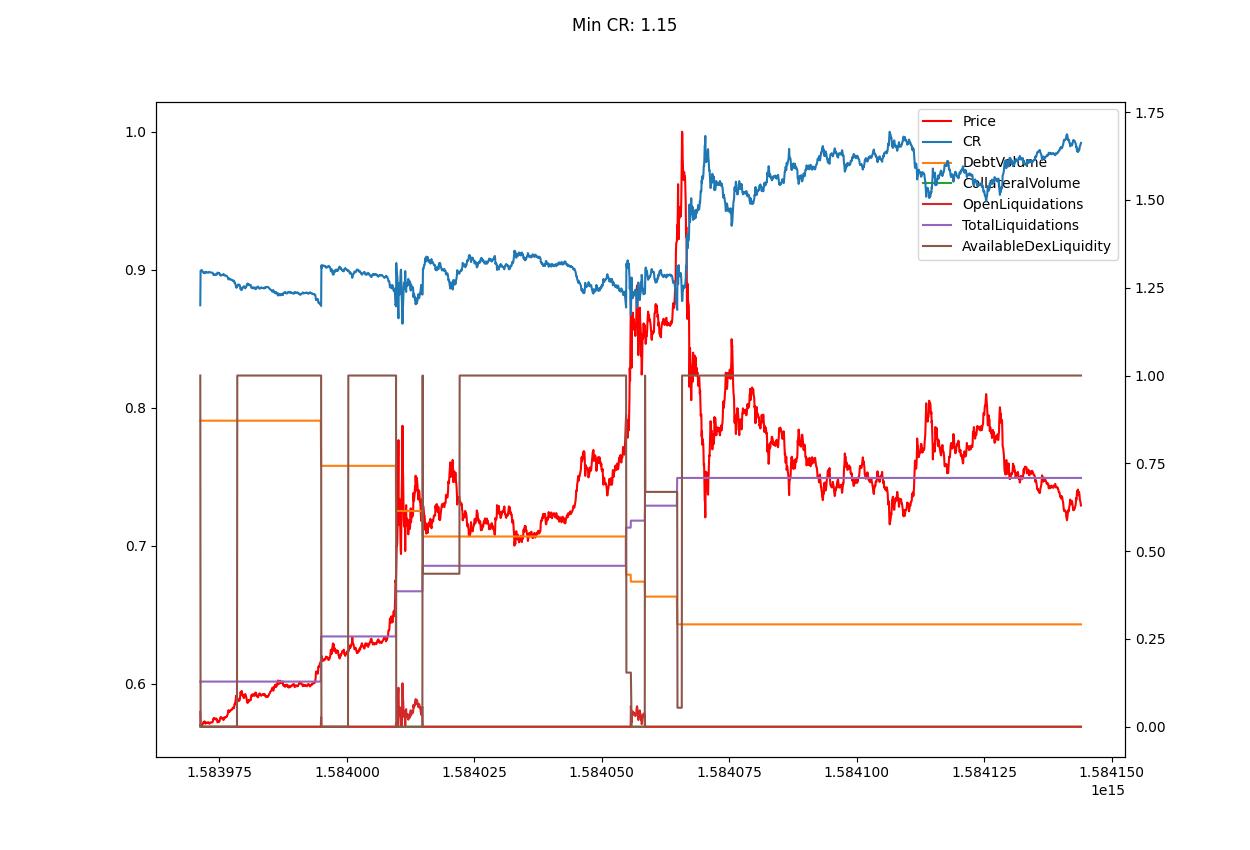 Min CR: 1.15
1.0
0.9
0.8
0.7
0.6
1.75
1.50
1.25
1.00
0.75
0.50
0.25
0.00
Price
CR
DebtVolume
CollateralVolume
OpenLiquidations
TotalLiquidations
AvailableDexLiquidity
1.583975 1.584000 1.584025 1.584050 1.584075 1.584100 1.584125 1.584150
1e15